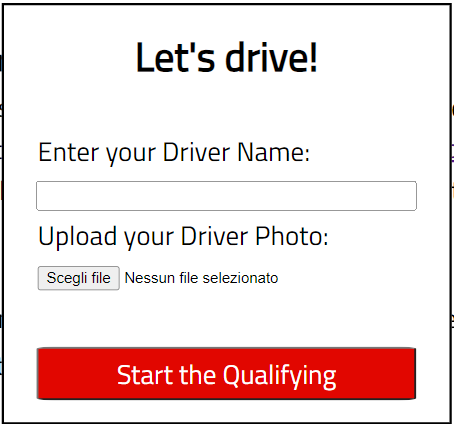 Let's drive!
Enter your Driver Name:
Upload your Driver Photo:
Scegli file Nessun file selezionato
Start the Qualifying